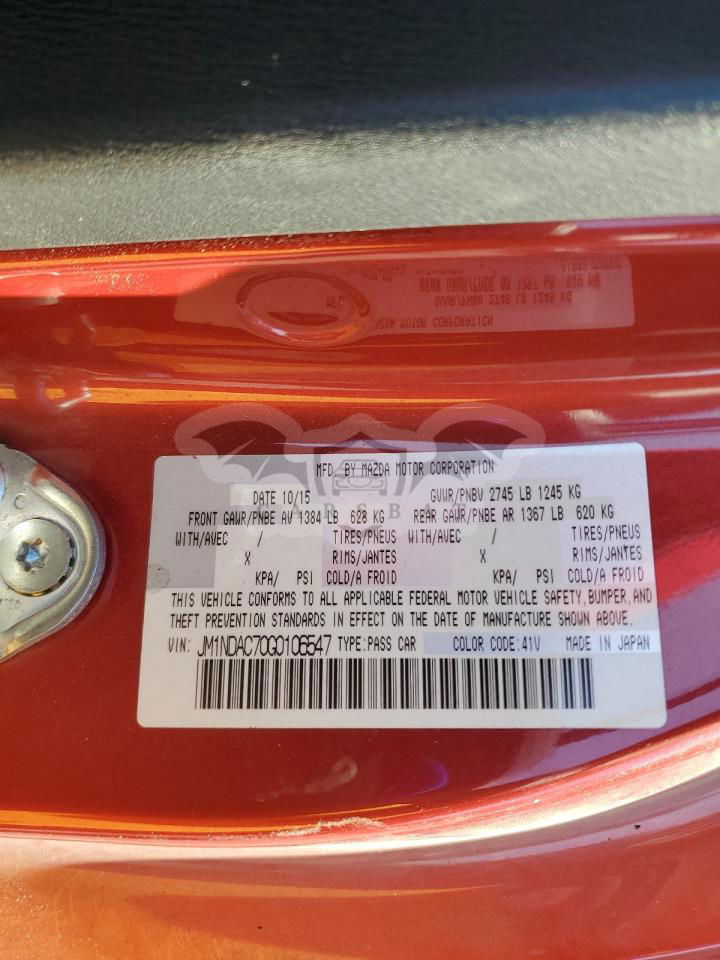 MFD. BY MAZDA MOTOR CORPORATION
DATE 10/15 GVWR/PNBV 2745 LB 1245 KG
FRONT GAWR/PNBE AV 1384 LB 628 KG REAR GAWR/PNBE AR 1367 LB 620 KG
WITH/AVEC / TIRES/PNEUS WITH/AVEC / TIRES/PNEUS
X RIMS/JANTES X RIMS/JANTES
KPA/ PSI COLD/A FROID KPA/ PSI COLD/A FROID
THIS VEHICLE CONFORMS TO ALL APPLICABLE FEDERAL MOTOR VEHICLE SAFETY, BUMPER, AND
THEFT PREVENTION STANDARDS IN EFFECT ON THE DATE OF MANUFACTURE SHOWN ABOVE.
VIN: JM1NDAC70G0106547 TYPE: PASS CAR COLOR CODE: 41V MADE IN JAPAN